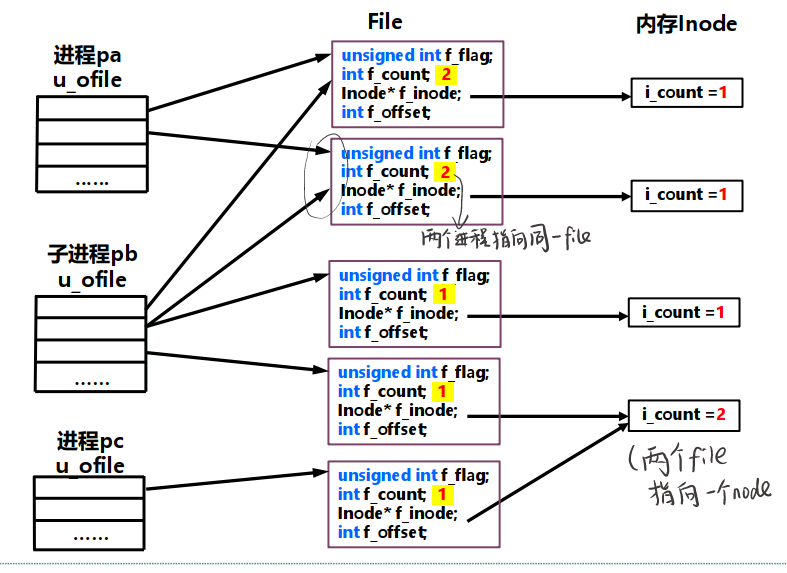 File
内存Inode
进程pa
u_ofile
……
unsigned int f_flag;
int f_count; 2
Inode* f_inode;
int f_offset;
i_count =1
unsigned int f_flag;
int f_count; 2
Inode* f_inode;
int f_offset;
i_count =1
两个进程指向同一file
子进程pb
u_ofile
……
unsigned int f_flag;
int f_count; 1
Inode* f_inode;
int f_offset;
i_count =1
unsigned int f_flag;
int f_count; 1
Inode* f_inode;
int f_offset;
i_count =2
(两个file
指向一个node
进程pc
u_ofile
……
unsigned int f_flag;
int f_count; 1
Inode* f_inode;
int f_offset;